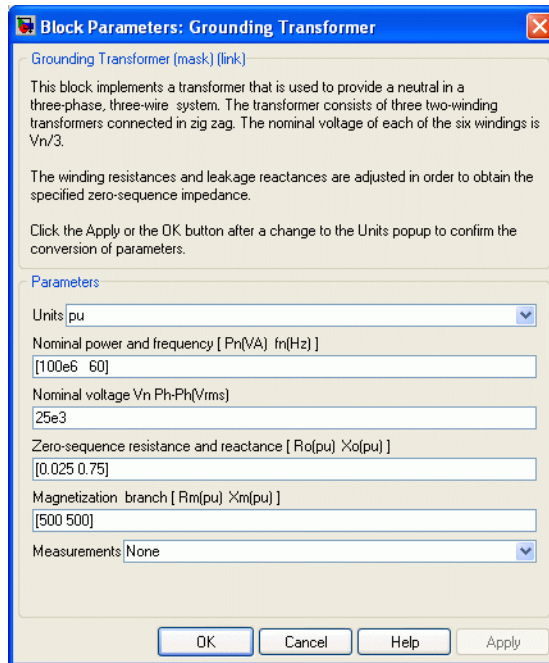 Block Parameters: Grounding Transformer
Grounding Transformer (mask) (link)
This block implements a transformer that is used to provide a neutral in a
three-phase, three-wire system. The transformer consists of three two-winding
transformers connected in zig zag. The nominal voltage of each of the six windings is
Vn/3.
The winding resistances and leakage reactances are adjusted in order to obtain the
specified zero-sequence impedance.
Click the Apply or the OK button after a change to the Units popup to confirm the
conversion of parameters.
Parameters
Units pu
Nominal power and frequency [ Pn(VA) fn(Hz) ]
[100e6 60]
Nominal voltage Vn Ph-Ph(Vrms)
25e3
Zero-sequence resistance and reactance [ Ro(pu) Xo(pu) ]
[0.025 0.75]
Magnetization branch [ Rm(pu) Xm(pu) ]
[500 500]
Measurements None
OK Cancel Help Apply